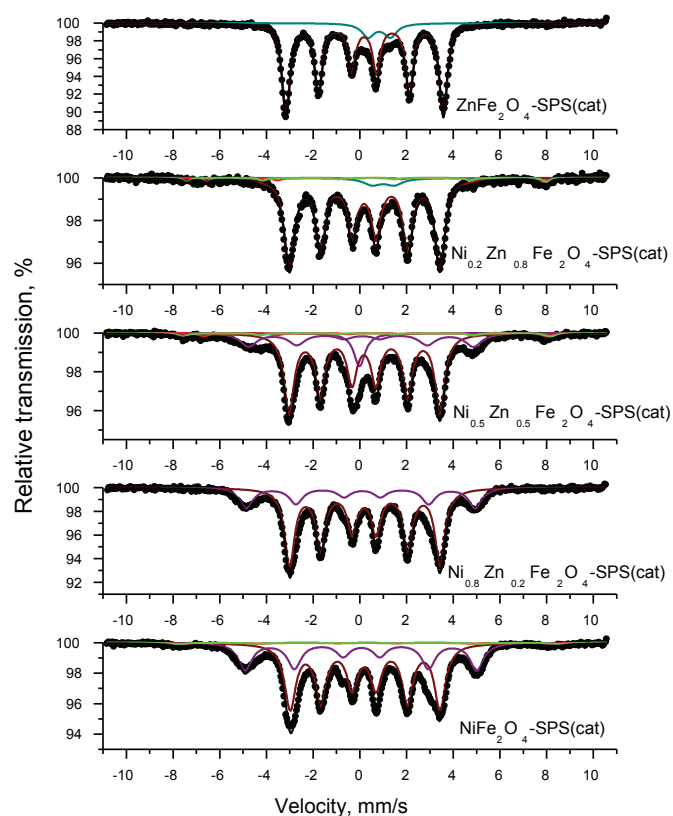 Relative transmission, %
100
98
96
94
92
90
88
-10 -8 -6 -4 -2 0 2 4 6 8 10
ZnFe2O4-SPS(cat)
100
98
96
-10 -8 -6 -4 -2 0 2 4 6 8 10
Ni0.2Zn0.8Fe2O4-SPS(cat)
100
98
96
94
-10 -8 -6 -4 -2 0 2 4 6 8 10
Ni0.5Zn0.5Fe2O4-SPS(cat)
100
98
96
94
92
-10 -8 -6 -4 -2 0 2 4 6 8 10
Ni0.8Zn0.2Fe2O4-SPS(cat)
100
98
96
94
-10 -8 -6 -4 -2 0 2 4 6 8 10
NiFe2O4-SPS(cat)
Velocity, mm/s